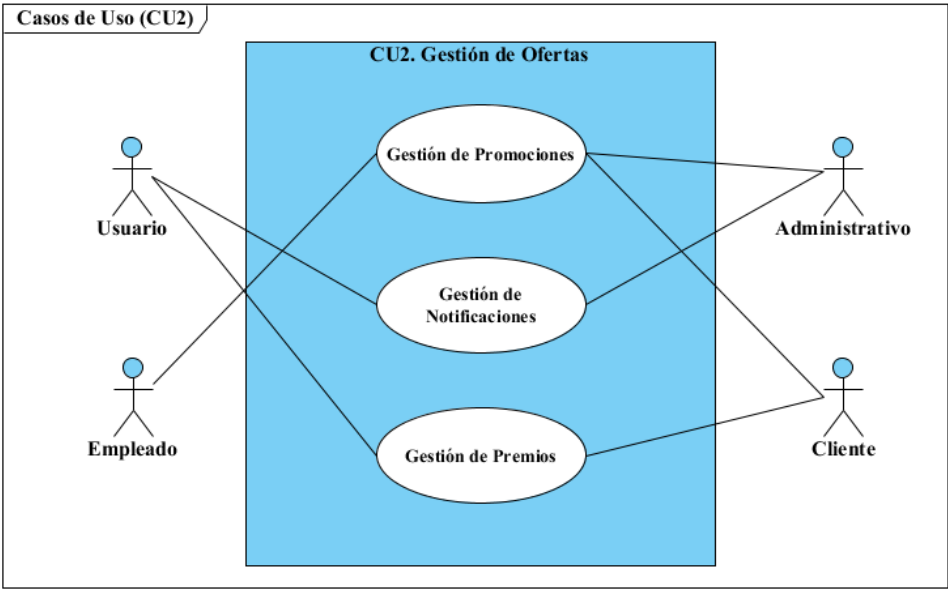 Casos de Uso (CU2)
CU2. Gestión de Ofertas
Gestión de Promociones
Usuario
Administrativo
Gestión de
Notificaciones
Empleado
Gestión de Premios
Cliente